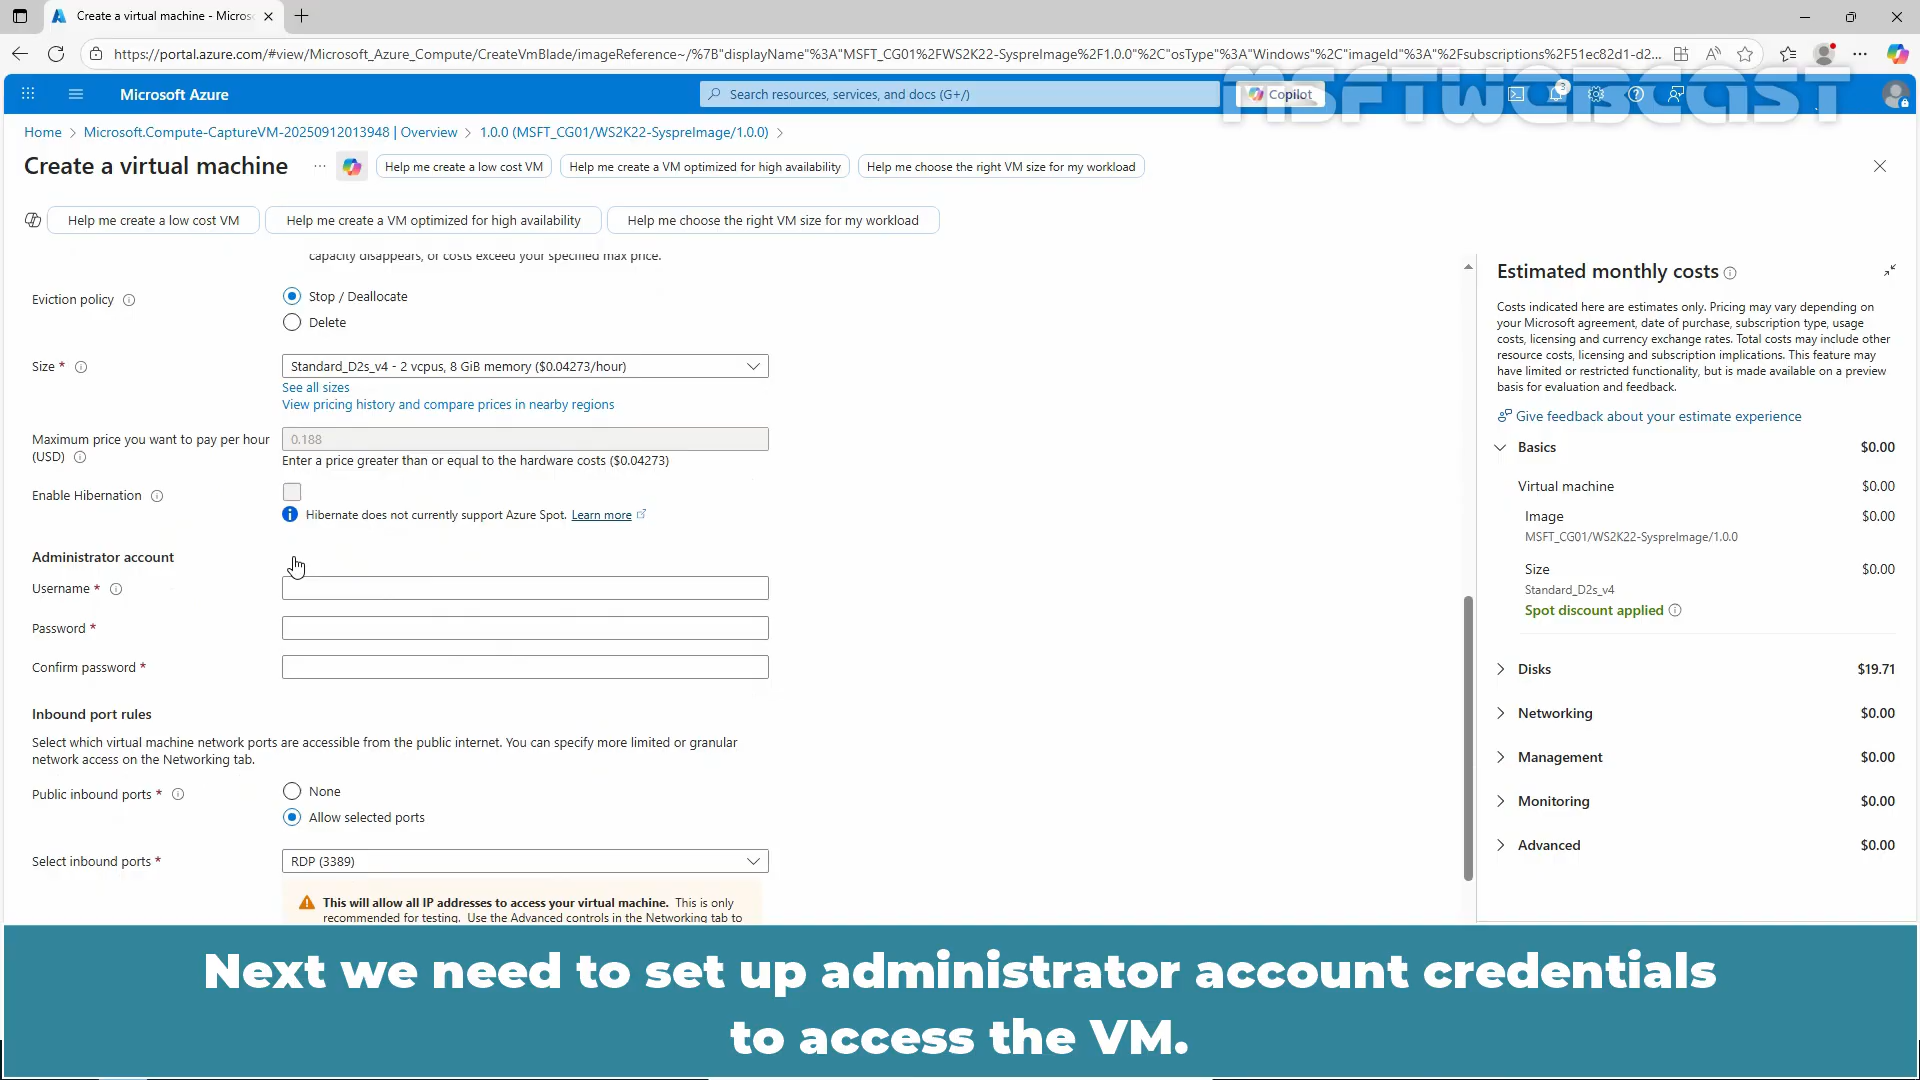 Create a virtual machine - Micros
https://portal.azure.com/#view/Microsoft_Azure_Compute/CreateVmBlade/imageReference~/%7B"displayName"%3A"MSFT_CG01%2FWS2K22-SyspreImage%2F1.0.0"%2C"osType"%3A"Windows"%2C"imageId"%3A"%2Fsubscriptions%2F51ec82d1-d2...
MSFTWEBCAST
Microsoft Azure
Search resources, services, and docs (G+/)
Copilot
3
Home > Microsoft.Compute-CaptureVM-20250912013948 | Overview > 1.0.0 (MSFT_CG01/WS2K22-SyspreImage/1.0.0) >
Create a virtual machine ...
Help me create a low cost VM
Help me create a VM optimized for high availability
Help me choose the right VM size for my workload
Help me create a low cost VM
Help me create a VM optimized for high availability
Help me choose the right VM size for my workload
capacity disappears, or costs exceed your specified max price.
Eviction policy
Stop / Deallocate
Delete
Size *
Standard_D2s_v4 - 2 vcpus, 8 GiB memory ($0.04273/hour)
See all sizes
View pricing history and compare prices in nearby regions
Maximum price you want to pay per hour
(USD)
0.188
Enter a price greater than or equal to the hardware costs ($0.04273)
Enable Hibernation
Hibernate does not currently support Azure Spot. Learn more
Administrator account
Username *
Password *
Confirm password *
Inbound port rules
Select which virtual machine network ports are accessible from the public internet. You can specify more limited or granular
network access on the Networking tab.
Public inbound ports *
None
Allow selected ports
Select inbound ports *
RDP (3389)
This will allow all IP addresses to access your virtual machine. This is only
recommended for testing. Use the Advanced controls in the Networking tab to
Estimated monthly costs
Costs indicated here are estimates only. Pricing may vary depending on
your Microsoft agreement, date of purchase, subscription type, usage
costs, licensing and currency exchange rates. Total costs may include other
resource costs, licensing and subscription implications. This feature may
have limited or restricted functionality, but is made available on a preview
basis for evaluation and feedback.
Give feedback about your estimate experience
Basics $0.00
Virtual machine $0.00
Image $0.00
MSFT_CG01/WS2K22-SyspreImage/1.0.0
Size $0.00
Standard_D2s_v4
Spot discount applied
Disks $19.71
Networking $0.00
Management $0.00
Monitoring $0.00
Advanced $0.00
Next we need to set up administrator account credentials
to access the VM.